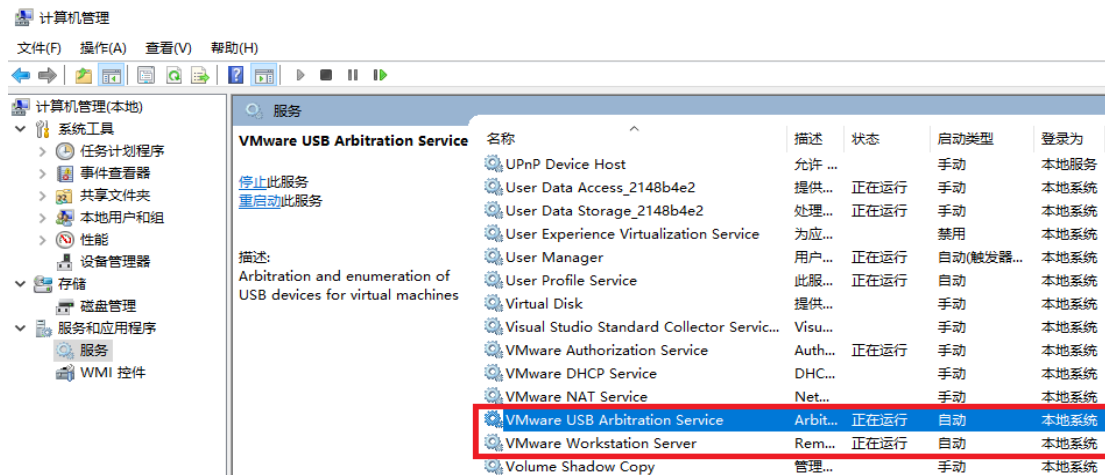 计算机管理
文件(F) 操作(A) 查看(V) 帮助(H)
计算机管理(本地)
系统工具
任务计划程序
事件查看器
共享文件夹
本地用户和组
性能
设备管理器
存储
磁盘管理
服务和应用程序
服务
WMI 控件
服务
VMware USB Arbitration Service
停止此服务
重启动此服务
描述:
Arbitration and enumeration of
USB devices for virtual machines
名称 描述 状态 启动类型 登录为
UPnP Device Host 允许 ... 手动 本地服务
User Data Access_2148b4e2 提供... 正在运行 手动 本地系统
User Data Storage_2148b4e2 处理... 正在运行 手动 本地系统
User Experience Virtualization Service 为应... 禁用 本地系统
User Manager 用户... 正在运行 自动(触发器... 本地系统
User Profile Service 此服... 正在运行 自动 本地系统
Virtual Disk 提供... 手动 本地系统
Visual Studio Standard Collector Servic... Visu... 手动 本地系统
VMware Authorization Service Auth... 正在运行 手动 本地系统
VMware DHCP Service DHC... 手动 本地系统
VMware NAT Service Net... 手动 本地系统
VMware USB Arbitration Service Arbit... 正在运行 自动 本地系统
VMware Workstation Server Rem... 正在运行 自动 本地系统
Volume Shadow Copy 管理... 手动 本地系统